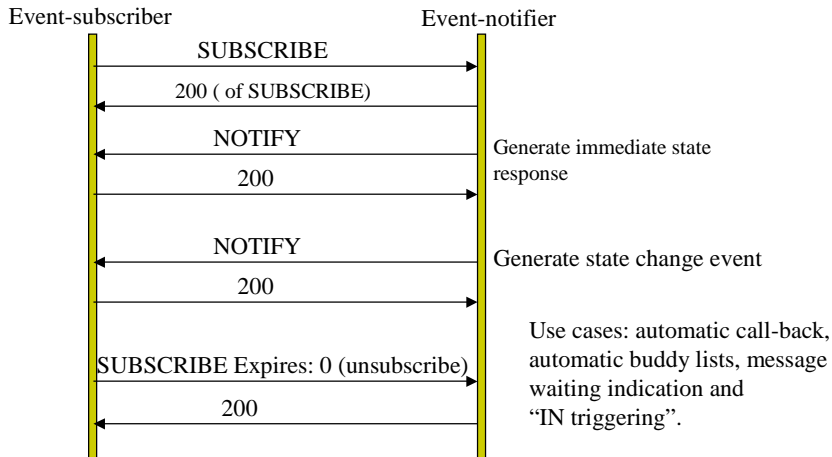 Event-subscriber
Event-notifier
SUBSCRIBE
200 ( of SUBSCRIBE)
NOTIFY
Generate immediate state
response
200
NOTIFY
Generate state change event
200
Use cases: automatic call-back,
automatic buddy lists, message
waiting indication and
“IN triggering”.
SUBSCRIBE Expires: 0 (unsubscribe)
200